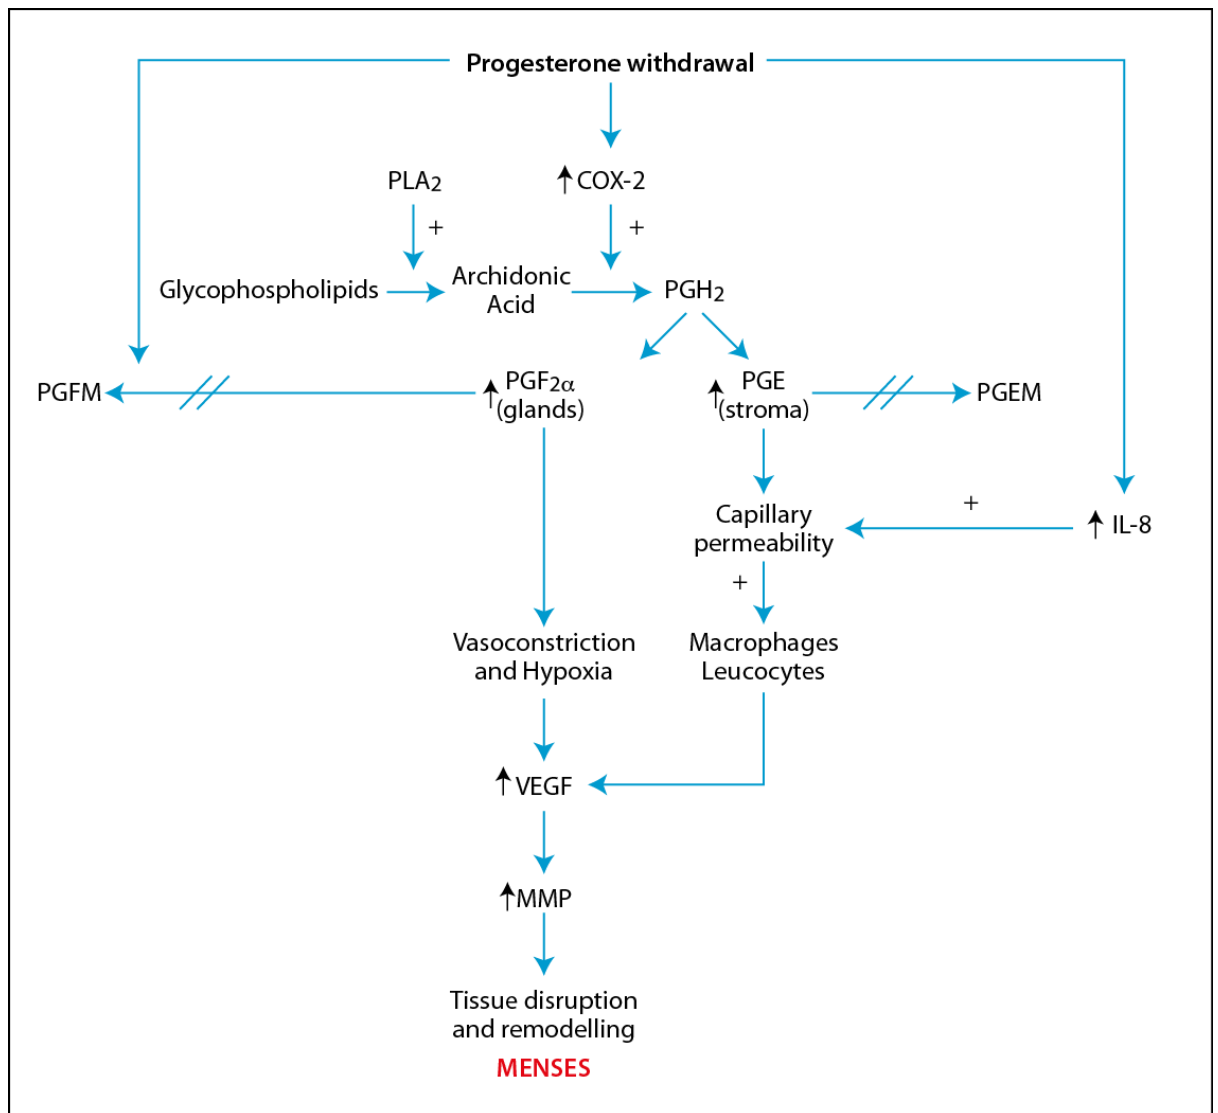 Progesterone withdrawal
PLA2
COX-2
+
+
Glycophospholipids
Archidonic
Acid
PGH2
PGFM
PGF2α
(glands)
PGE
(stroma)
PGEM
Capillary
permeability
+
IL-8
+
Vasoconstriction
and Hypoxia
Macrophages
Leucocytes
VEGF
MMP
Tissue disruption
and remodelling
MENSES